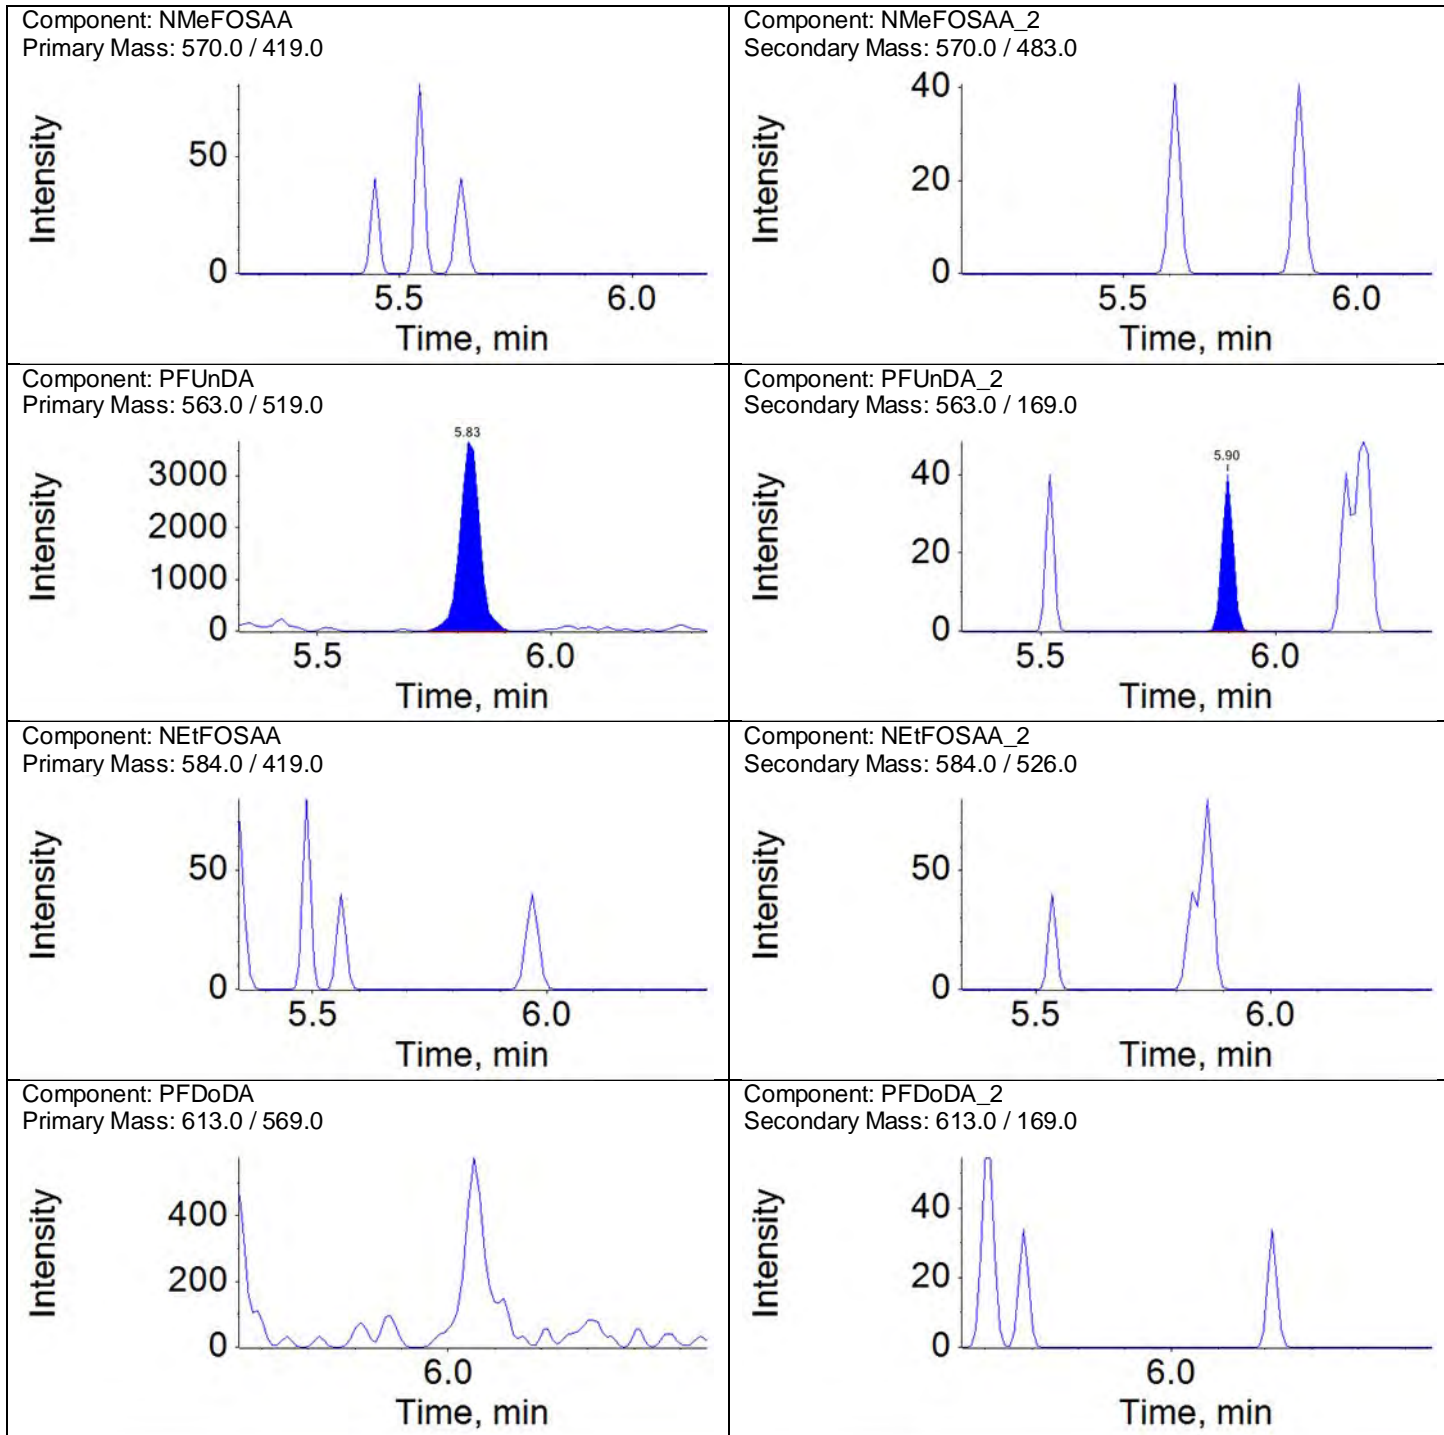 Component: NMeFOSAA
Primary Mass: 570.0 / 419.0
Intensity
50
0
5.5 6.0
Time, min
Component: NMeFOSAA_2
Secondary Mass: 570.0 / 483.0
Intensity
40
20
0
5.5 6.0
Time, min
Component: PFUnDA
Primary Mass: 563.0 / 519.0
Intensity
5.83
3000
2000
1000
0
5.5 6.0
Time, min
Component: PFUnDA_2
Secondary Mass: 563.0 / 169.0
Intensity
5.90
40
20
0
5.5 6.0
Time, min
Component: NEtFOSAA
Primary Mass: 584.0 / 419.0
Intensity
50
0
5.5 6.0
Time, min
Component: NEtFOSAA_2
Secondary Mass: 584.0 / 526.0
Intensity
50
0
5.5 6.0
Time, min
Component: PFDoDA
Primary Mass: 613.0 / 569.0
Intensity
400
200
0
6.0
Time, min
Component: PFDoDA_2
Secondary Mass: 613.0 / 169.0
Intensity
40
20
0
6.0
Time, min